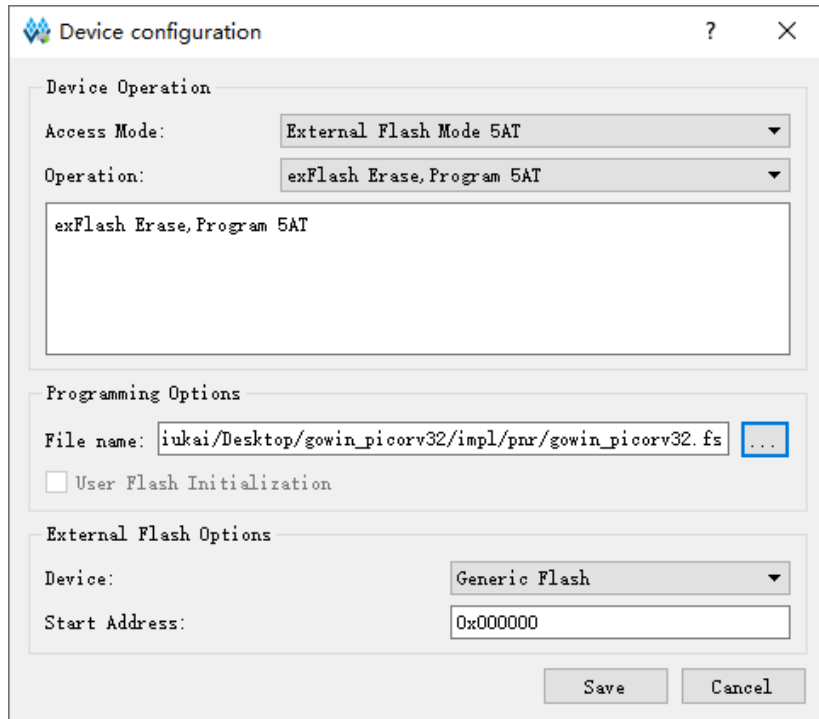 Device configuration ?
Device Operation
Access Mode: External Flash Mode 5AT
Operation: exFlash Erase,Program 5AT
exFlash Erase,Program 5AT
Programming Options
File name: iukai/Desktop/gowin_picorv32/impl/pnr/gowin_picorv32.fs ...
User Flash Initialization
External Flash Options
Device: Generic Flash
Start Address: 0x000000
Save Cancel